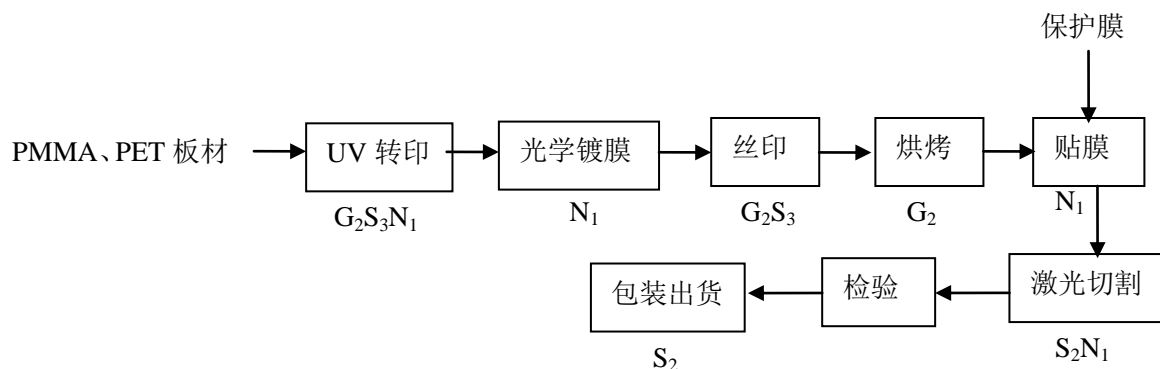 保护膜
PMMA、PET 板材
UV 转印
光学镀膜
丝印
烘烤
贴膜
G₂S₃N₁
N₁
G₂S₃
G₂
N₁
包装出货
检验
激光切割
S₂
S₂N₁